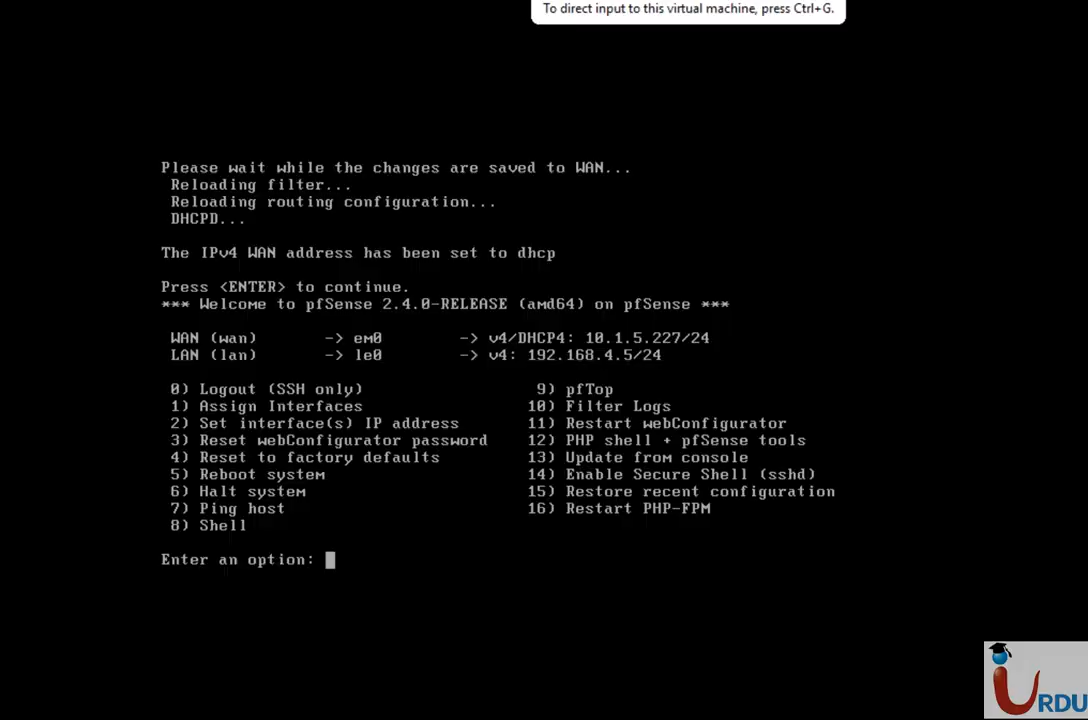 To direct input to this virtual machine, press Ctrl+G.
Please wait while the changes are saved to WAN...
Reloading filter...
Reloading routing configuration...
DHCPD...
The IPv4 WAN address has been set to dhcp
Press <ENTER> to continue.
*** Welcome to pfSense 2.4.0-RELEASE (amd64) on pfSense ***
WAN (wan) -> em0 -> v4/DHCP4: 10.1.5.227/24
LAN (lan) -> le0 -> v4: 192.168.4.5/24
0) Logout (SSH only) 9) pfTop
1) Assign Interfaces 10) Filter Logs
2) Set interface(s) IP address 11) Restart webConfigurator
3) Reset webConfigurator password 12) PHP shell + pfSense tools
4) Reset to factory defaults 13) Update from console
5) Reboot system 14) Enable Secure Shell (sshd)
6) Halt system 15) Restore recent configuration
7) Ping host 16) Restart PHP-FPM
8) Shell
Enter an option:
iURDU